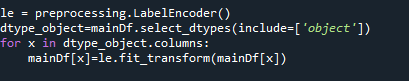 le = preprocessing.LabelEncoder()
dtype_object=mainDf.select_dtypes(include=['object'])
for x in dtype_object.columns:
    mainDf[x]=le.fit_transform(mainDf[x])